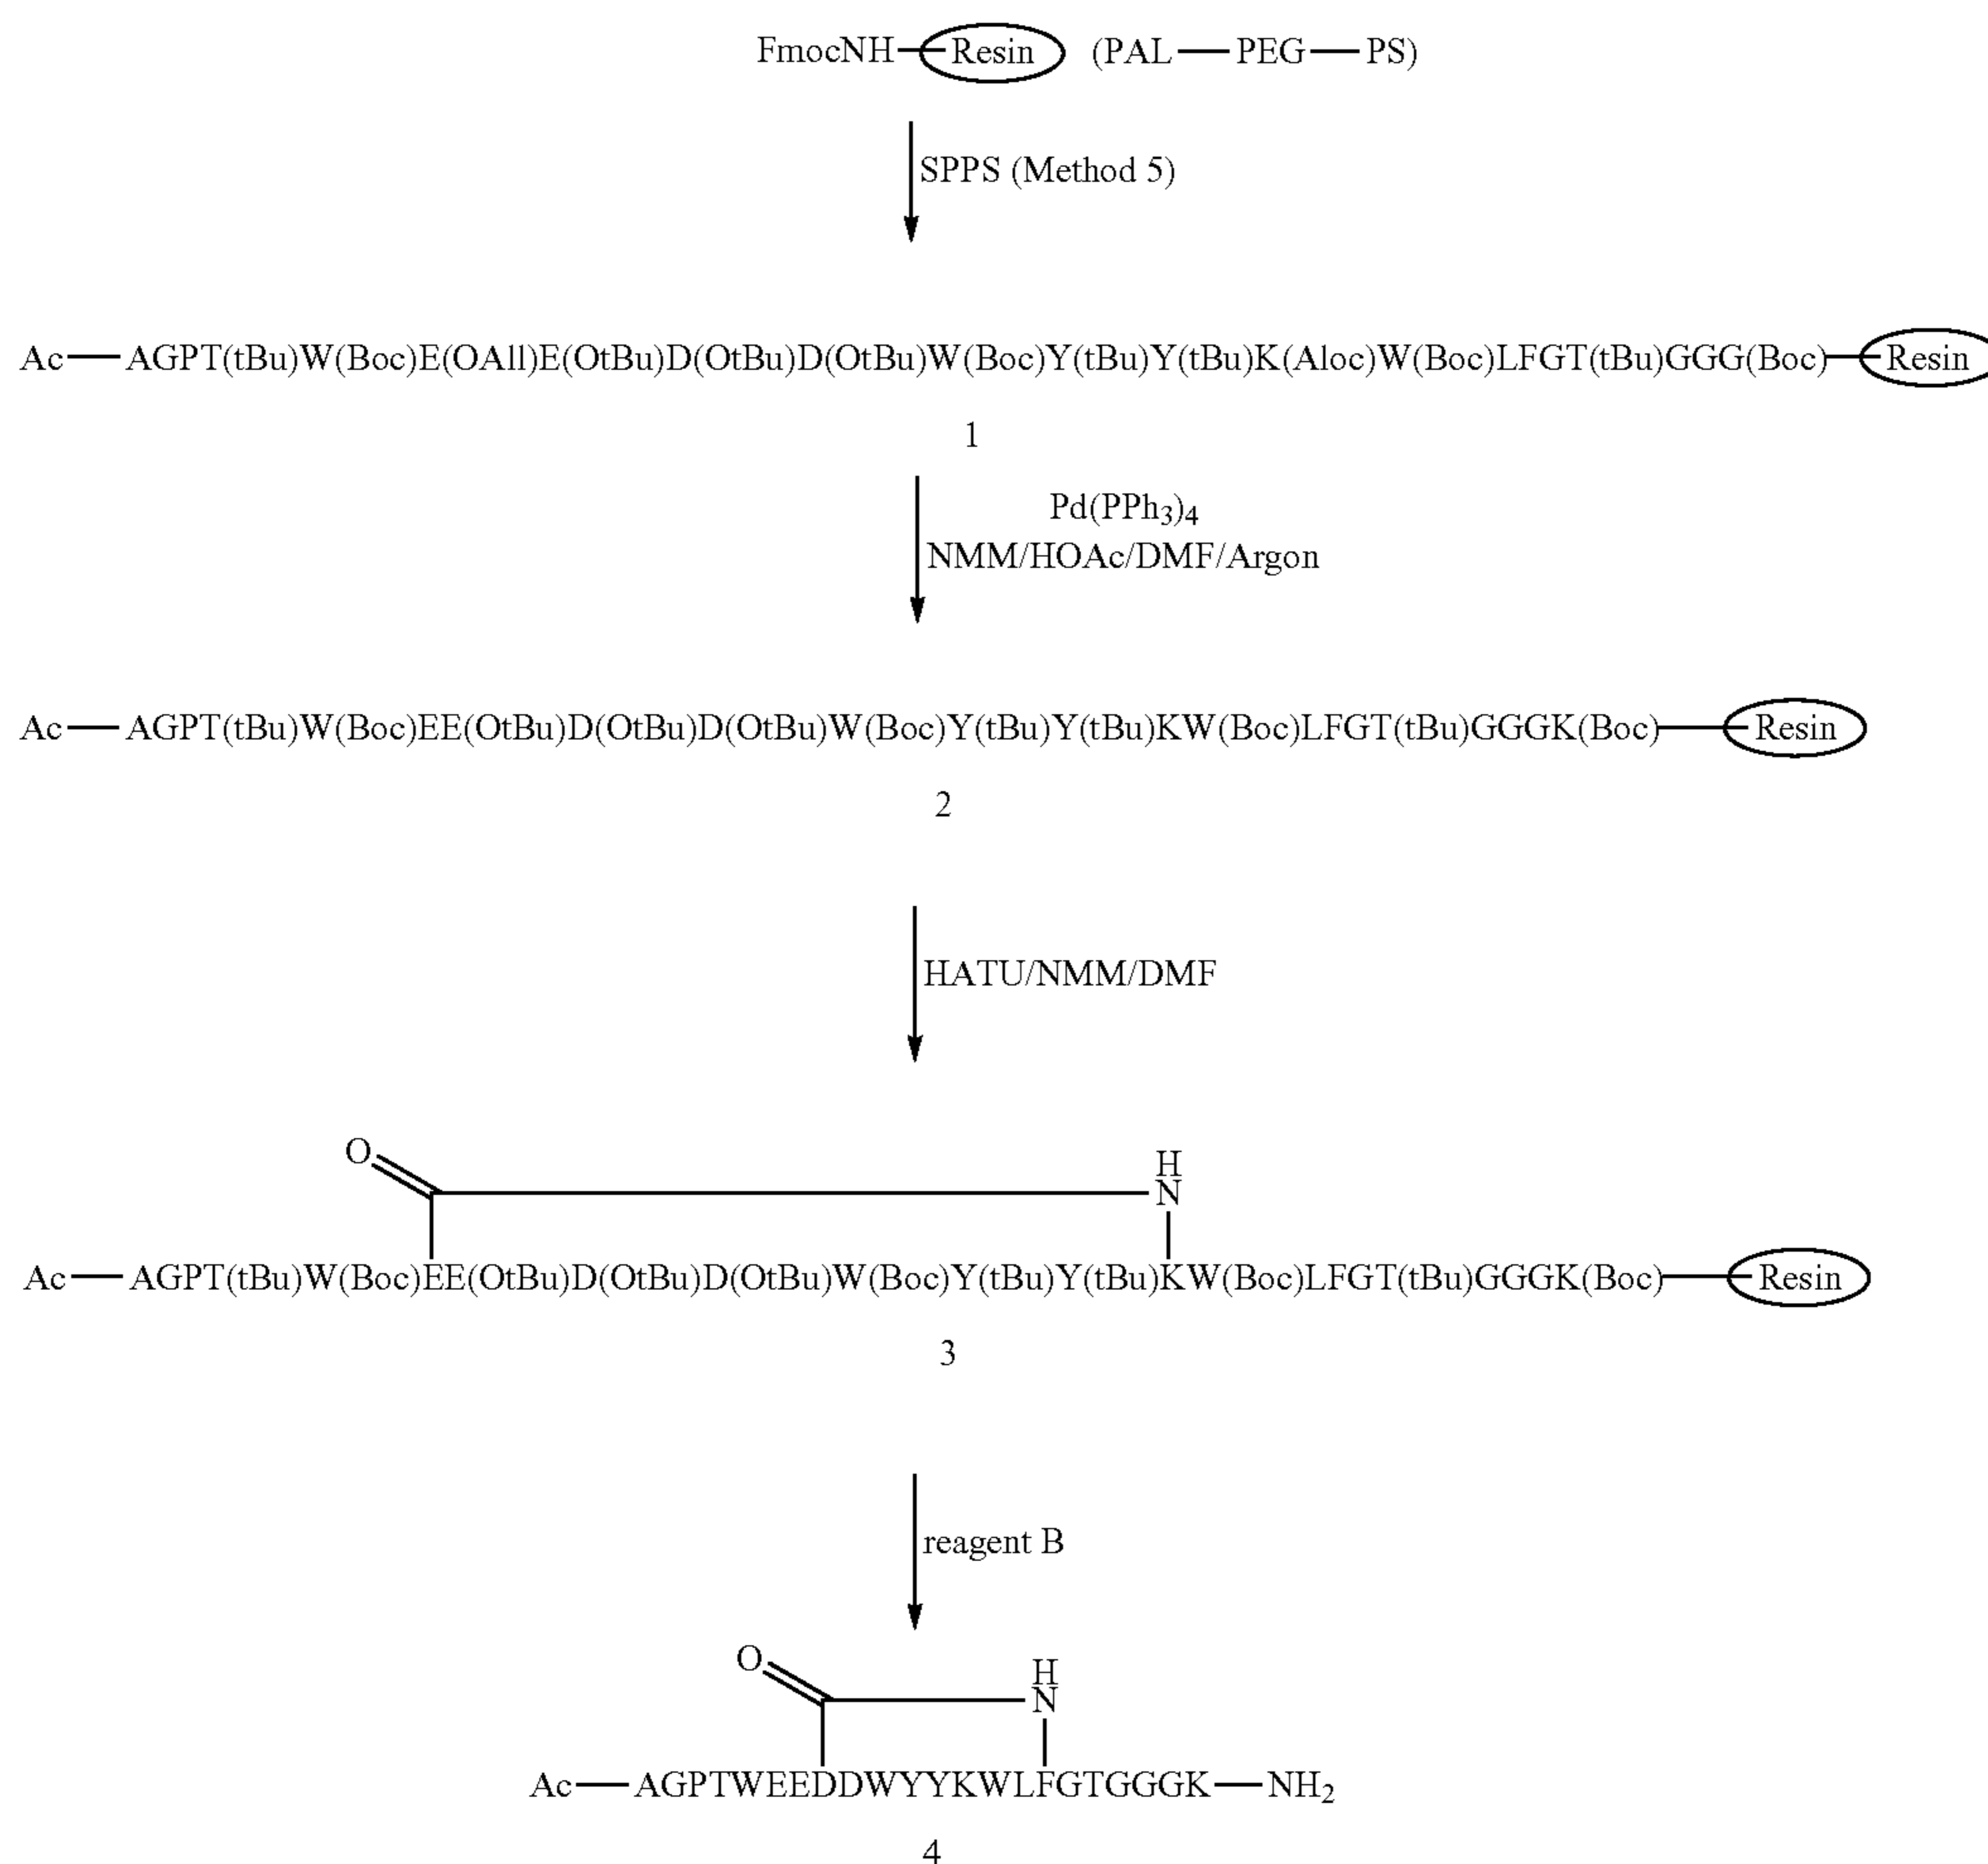 FmocNH Resin (PAL—PEG—PS)
SPPS (Method 5)
Ac—AGPT(tBu)W(Boc)E(OAll)E(OtBu)D(OtBu)D(OtBu)W(Boc)Y(tBu)Y(tBu)K(Aloc)W(Boc)LFGT(tBu)GGG(Boc)—Resin
1
Pd(PPh3)4
NMM/HOAc/DMF/Argon
Ac—AGPT(tBu)W(Boc)EE(OtBu)D(OtBu)D(OtBu)W(Boc)Y(tBu)Y(tBu)KW(Boc)LFGT(tBu)GGGK(Boc)—Resin
2
HATU/NMM/DMF
O H
N
Ac—AGPT(tBu)W(Boc)EE(OtBu)D(OtBu)D(OtBu)W(Boc)Y(tBu)Y(tBu)KW(Boc)LFGT(tBu)GGGK(Boc)—Resin
3
reagent B
O H
N
Ac—AGPTWEEDDWYYKWLFGTGGGK—NH2
4